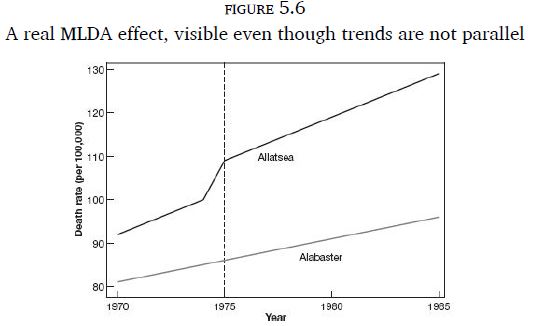 FIGURE 5.6
A real MLDA effect, visible even though trends are not parallel
130
120
110
100
90
80
Death rate (per 100,000)
Allatsea
Alabaster
1970
1975
1980
1985
Year